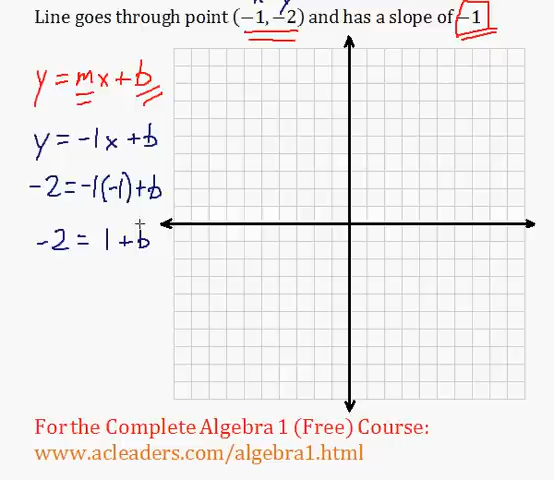 Line goes through point (−1, −2) and has a slope of −1
x y
y = mx + b
y = -1x + b
-2 = -1(-1) + b
-2 = 1 + b
For the Complete Algebra 1 (Free) Course:
www.acleaders.com/algebra1.html